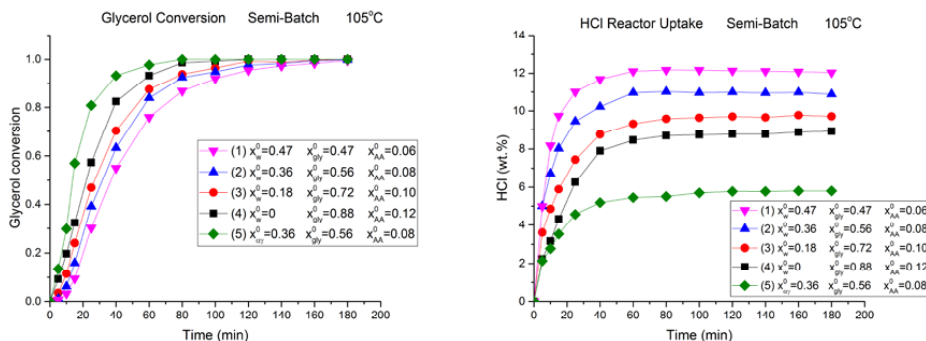 Glycerol Conversion Semi-Batch 105°C
1.0
0.8
0.6
0.4
0.2
0.0
Glycerol conversion
(1) x⁰w=0.47 x⁰gly=0.47 x⁰AA=0.06
(2) x⁰w=0.36 x⁰gly=0.56 x⁰AA=0.08
(3) x⁰w=0.18 x⁰gly=0.72 x⁰AA=0.10
(4) x⁰w=0 x⁰gly=0.88 x⁰AA=0.12
(5) x⁰αγ=0.36 x⁰gly=0.56 x⁰AA=0.08
0 20 40 60 80 100 120 140 160 180 200
Time (min)
HCl Reactor Uptake Semi-Batch 105°C
14
12
10
8
6
4
2
0
HCl (wt.%)
(1) x⁰w=0.47 x⁰gly=0.47 x⁰AA=0.06
(2) x⁰w=0.36 x⁰gly=0.56 x⁰AA=0.08
(3) x⁰w=0.18 x⁰gly=0.72 x⁰AA=0.10
(4) x⁰w=0 x⁰gly=0.88 x⁰AA=0.12
(5) x⁰αγ=0.36 x⁰gly=0.56 x⁰AA=0.08
0 20 40 60 80 100 120 140 160 180 200
Time (min)